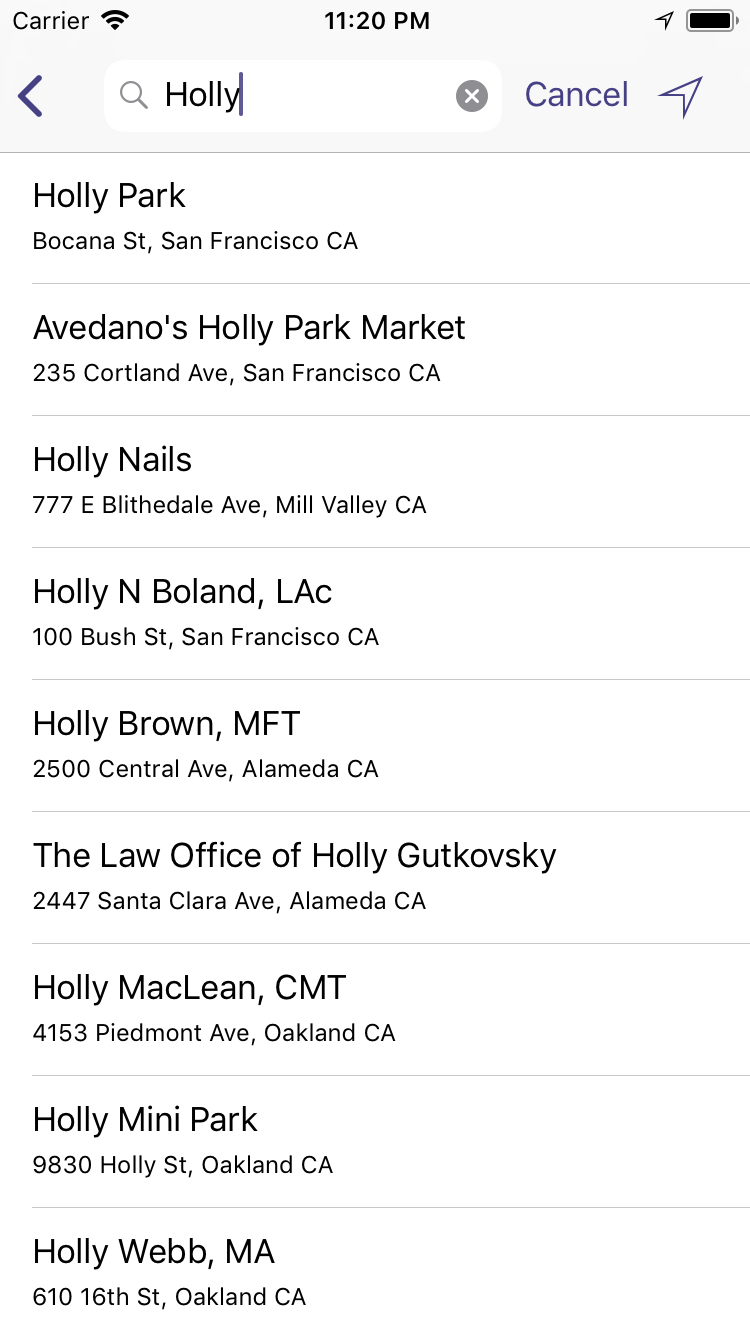 Carrier 11:20 PM
Holly Cancel
Holly Park
Bocana St, San Francisco CA
Avedano's Holly Park Market
235 Cortland Ave, San Francisco CA
Holly Nails
777 E Blithedale Ave, Mill Valley CA
Holly N Boland, LAc
100 Bush St, San Francisco CA
Holly Brown, MFT
2500 Central Ave, Alameda CA
The Law Office of Holly Gutkovsky
2447 Santa Clara Ave, Alameda CA
Holly MacLean, CMT
4153 Piedmont Ave, Oakland CA
Holly Mini Park
9830 Holly St, Oakland CA
Holly Webb, MA
610 16th St, Oakland CA